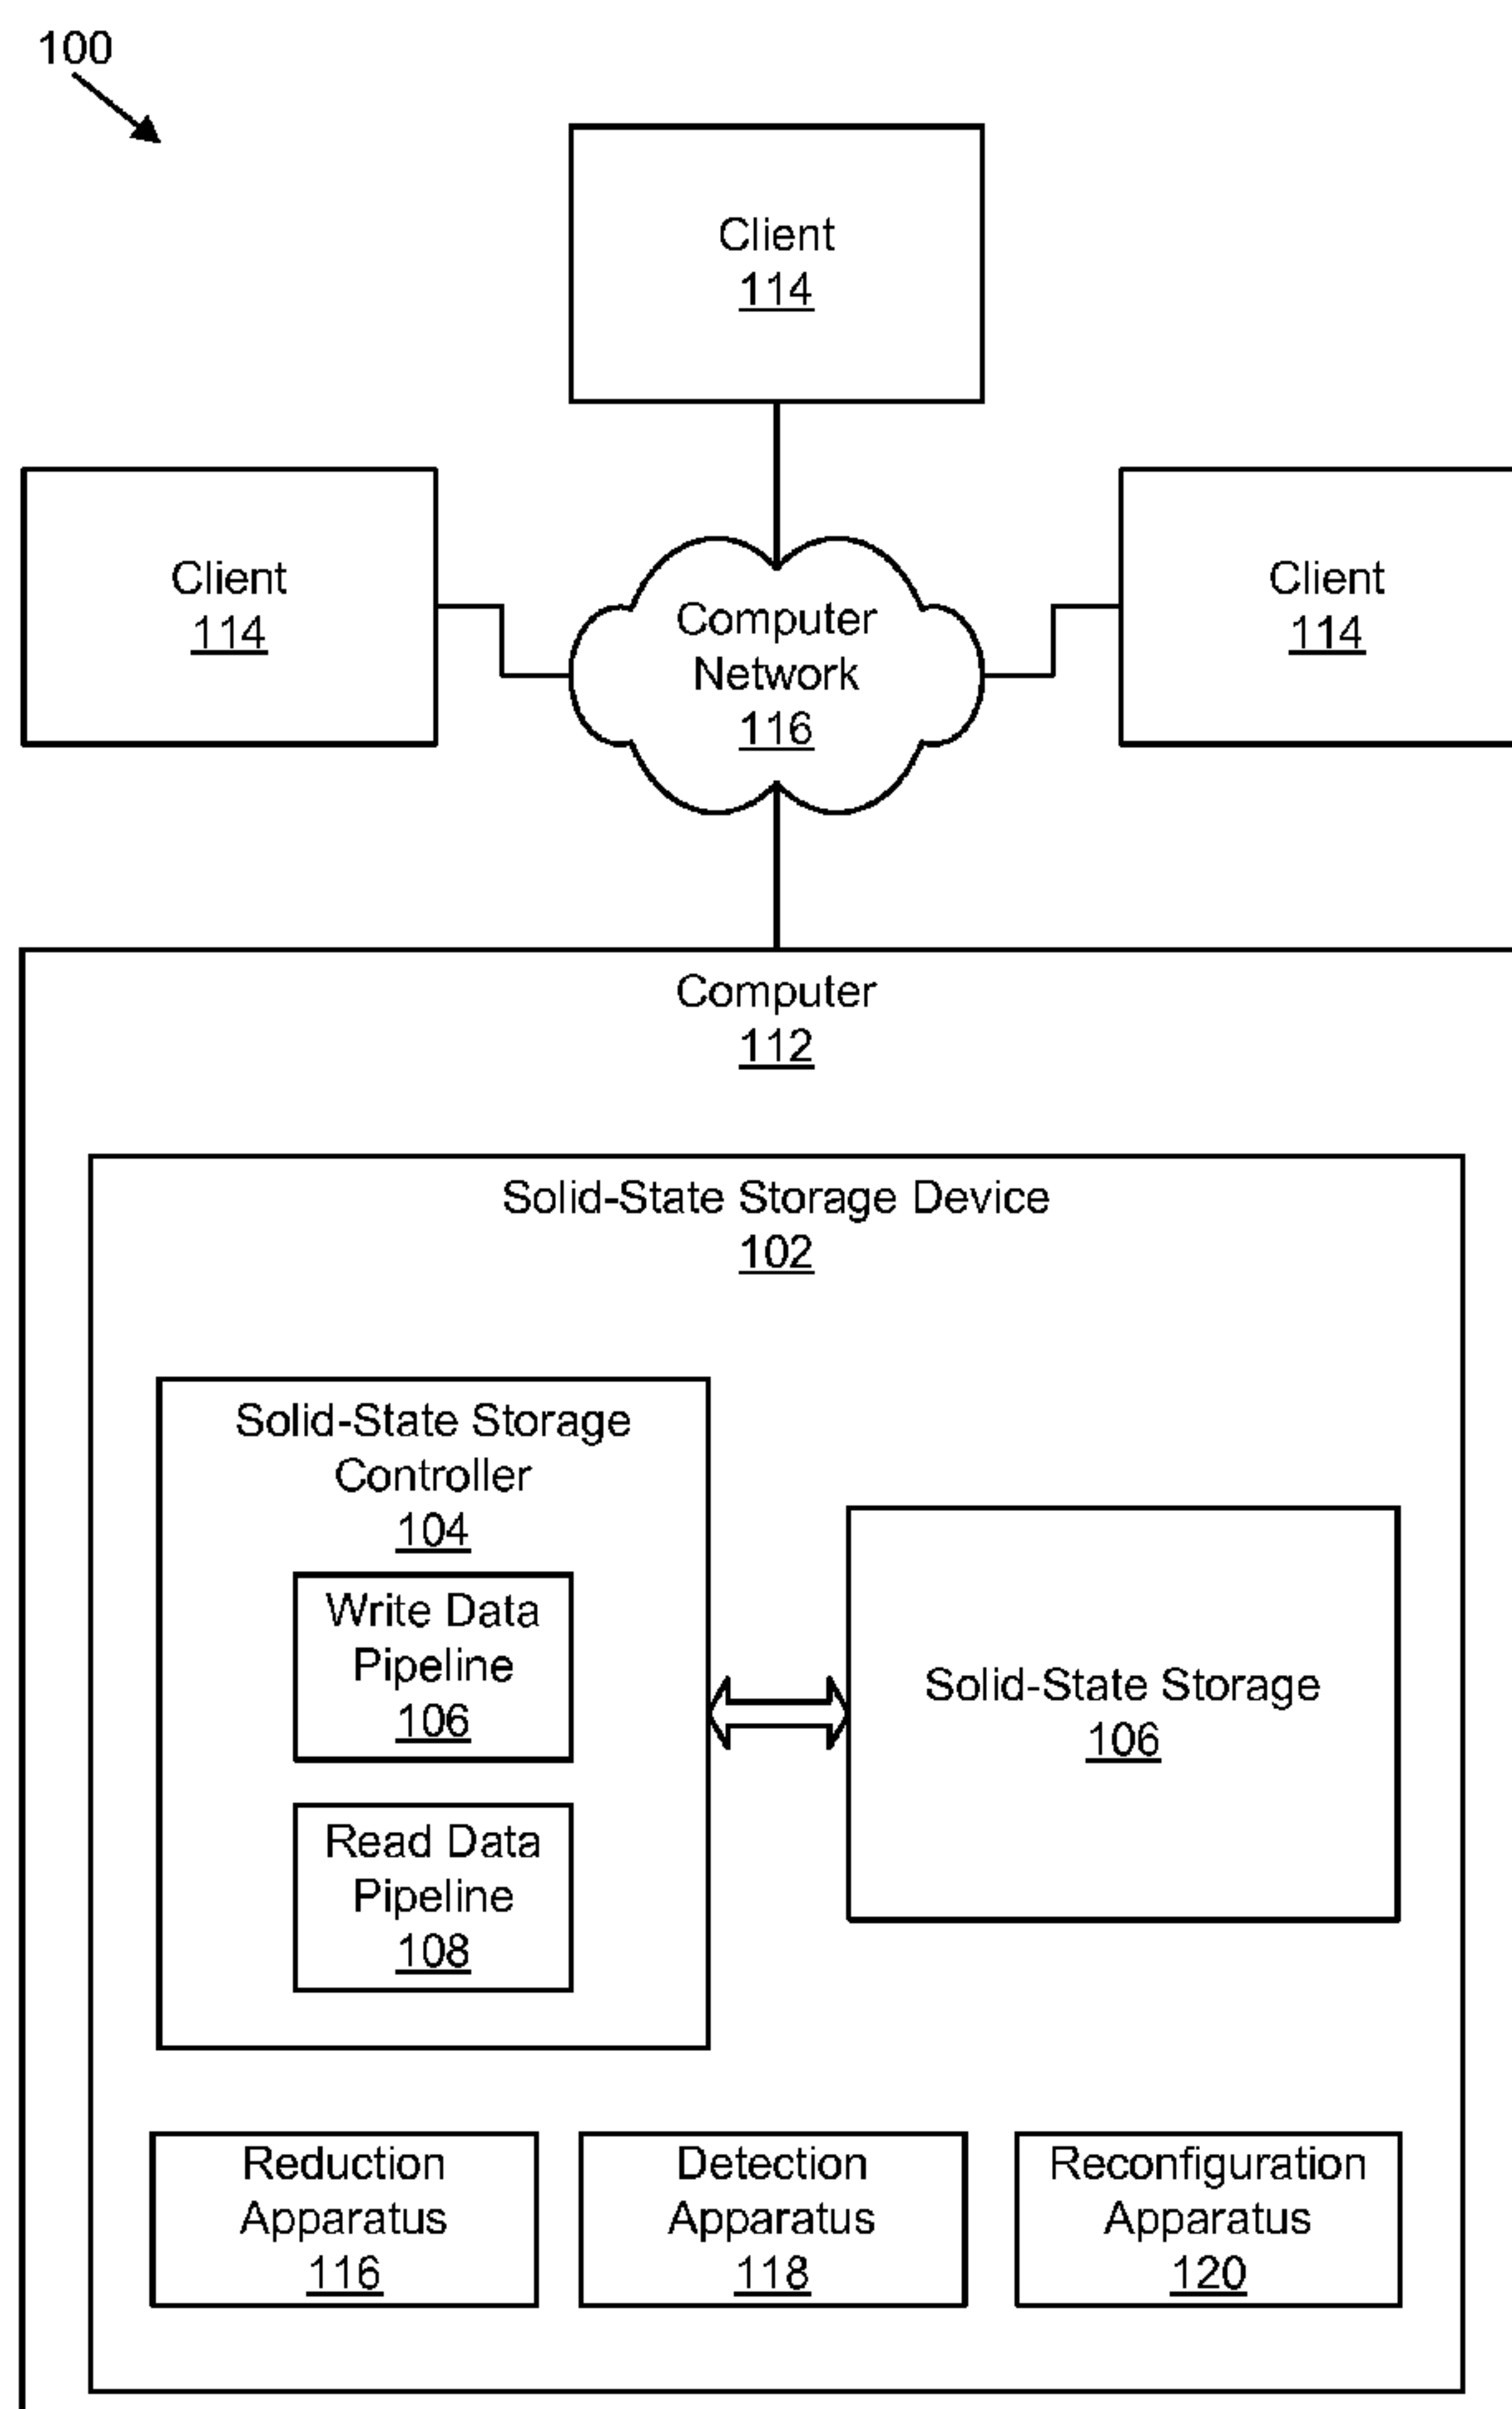 100
Client
114
Client
114
Computer
Network
116
Client
114
Computer
112
Solid-State Storage Device
102
Solid-State Storage
Controller
104
Write Data
Pipeline
106
Read Data
Pipeline
108
Solid-State Storage
106
Reduction
Apparatus
116
Detection
Apparatus
118
Reconfiguration
Apparatus
120